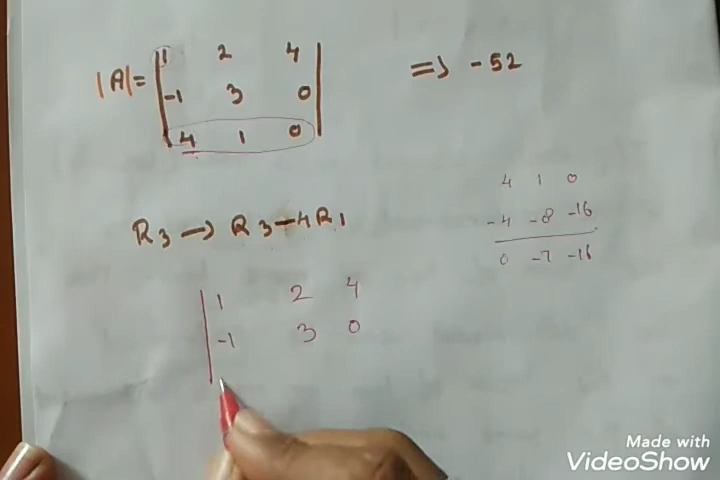 |A| = | 1 2 4 | => -52
| -1 3 0 |
| 4 1 0 |
4 1 0
-4 -8 -16
0 -7 -16
R3 -> R3-4R1
| 1 2 4
| -1 3 0
Made with
VideoShow